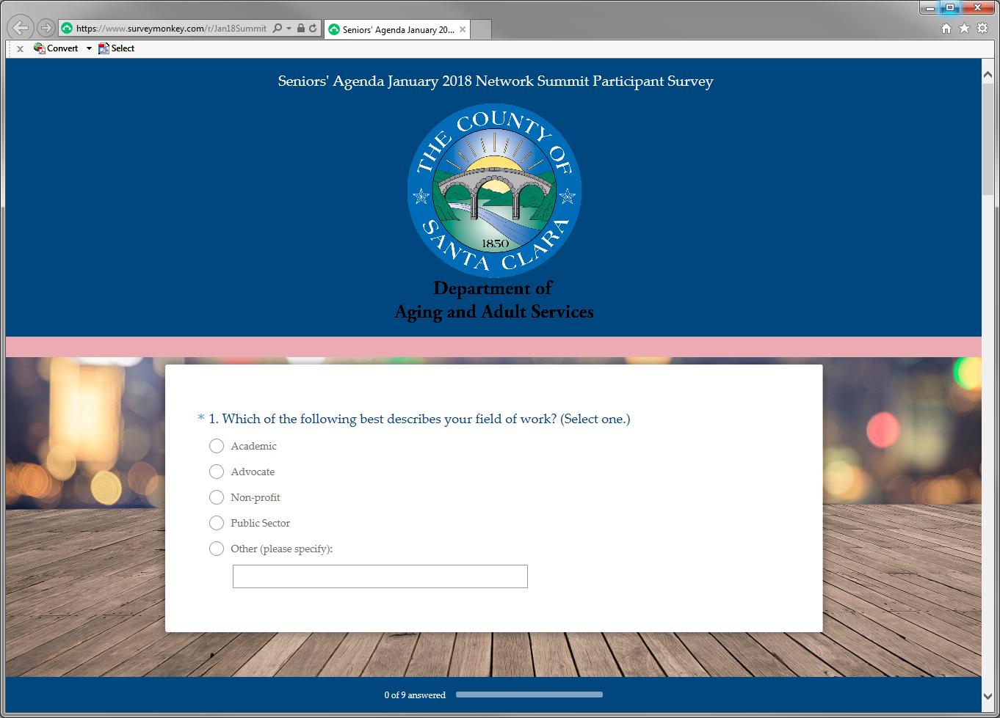 https://www.surveymonkey.com/r/Jan18Summit
Seniors' Agenda January 20...
x Convert Select
Seniors' Agenda January 2018 Network Summit Participant Survey
THE COUNTY OF
SANTA CLARA
1850
Department of
Aging and Adult Services
* 1. Which of the following best describes your field of work? (Select one.)
Academic
Advocate
Non-profit
Public Sector
Other (please specify):
0 of 9 answered